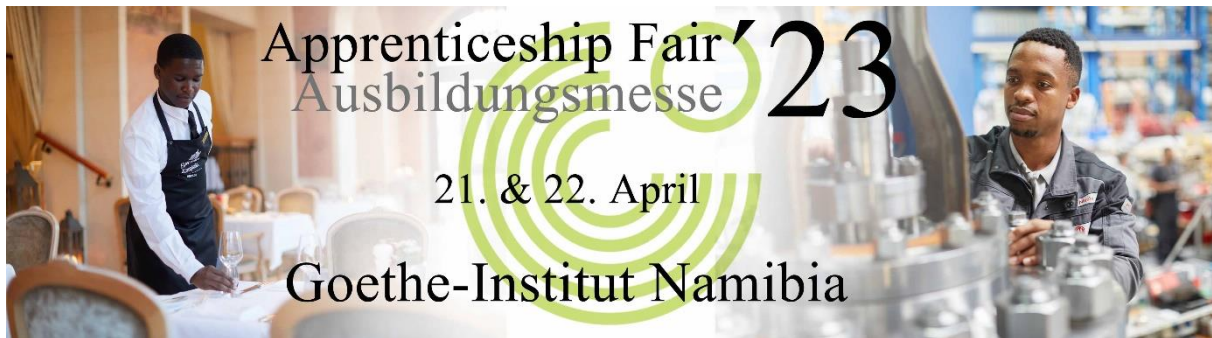 Apprenticeship Fair ´23
Ausbildungsmesse
21. & 22. April
Goethe-Institut Namibia